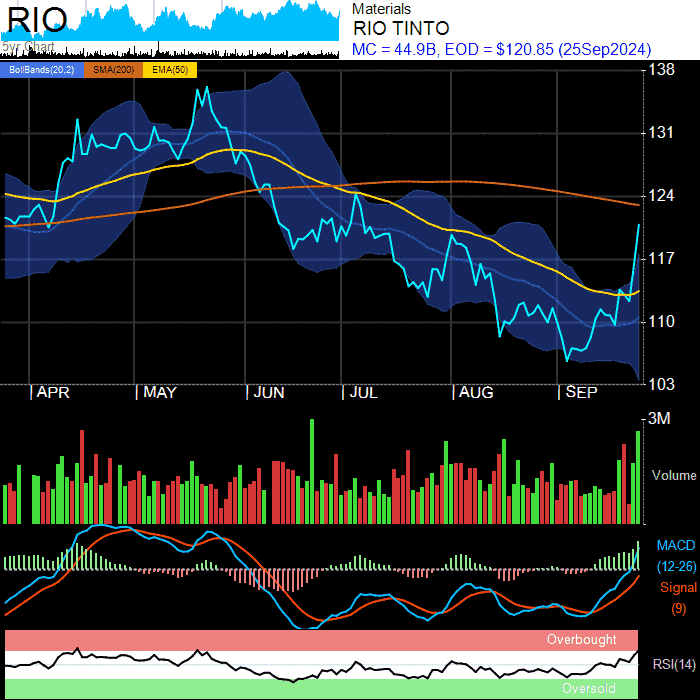 RIO
5yr Chart
Materials
RIO TINTO
MC = 44.9B, EOD = $120.85 (25Sep2024)
BollBands(20,2) SMA(200) EMA(50)
138
131
124
117
110
103
APR MAY JUN JUL AUG SEP
3M
Volume
MACD
(12-26)
Signal
(9)
Overbought
RSI(14)
Oversold